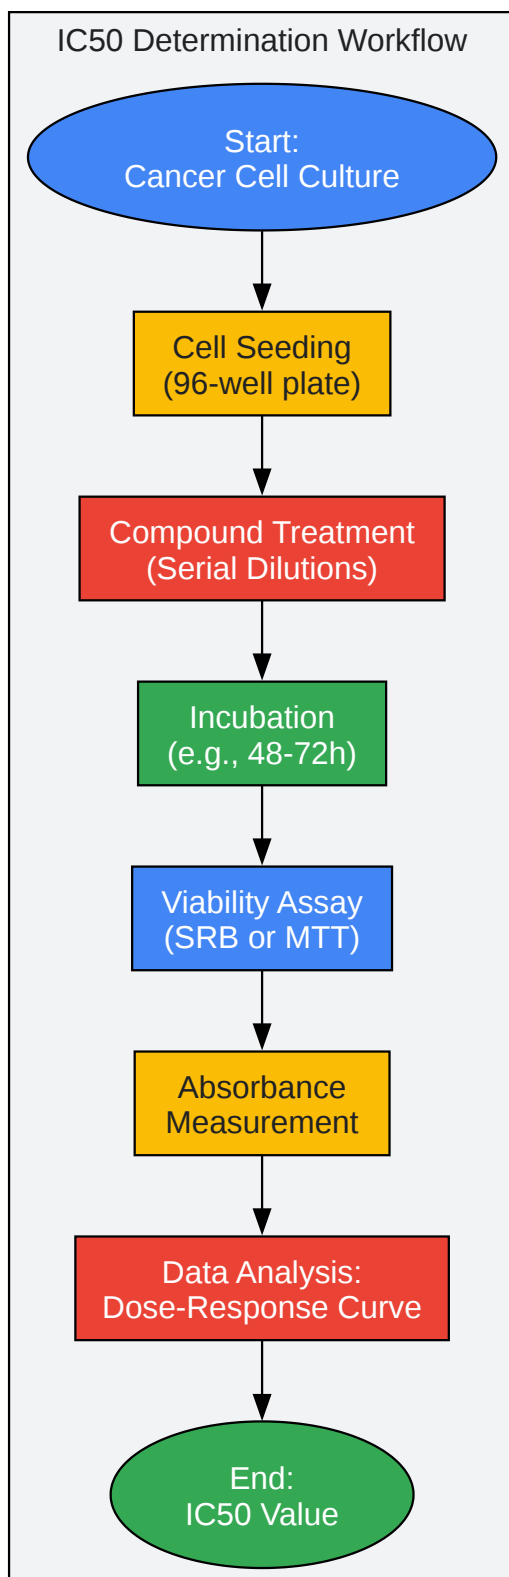 IC50 Determination Workflow
Start:
Cancer Cell Culture
Cell Seeding
(96-well plate)
Compound Treatment
(Serial Dilutions)
Incubation
(e.g., 48-72h)
Viability Assay
(SRB or MTT)
Absorbance
Measurement
Data Analysis:
Dose-Response Curve
End:
IC50 Value